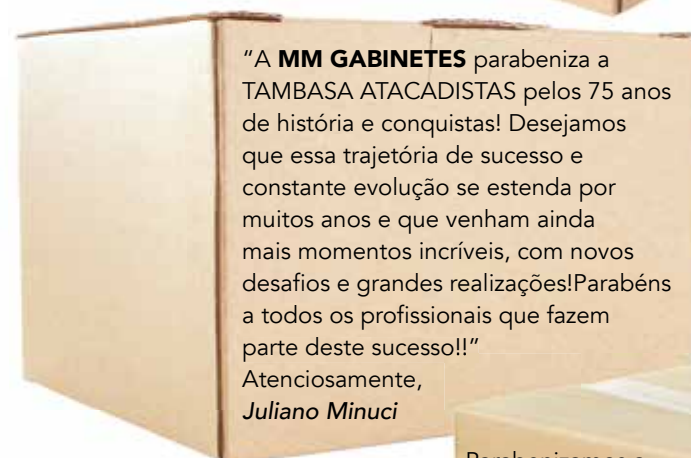 “A MM GABINETES parabeniza a
TAMBASA ATACADISTAS pelos 75 anos
de história e conquistas! Desejamos
que essa trajetória de sucesso e
constante evolução se estenda por
muitos anos e que venham ainda
mais momentos incríveis, com novos
desafios e grandes realizações!Parabéns
a todos os profissionais que fazem
parte deste sucesso!!”
Atenciosamente,
Juliano Minuci